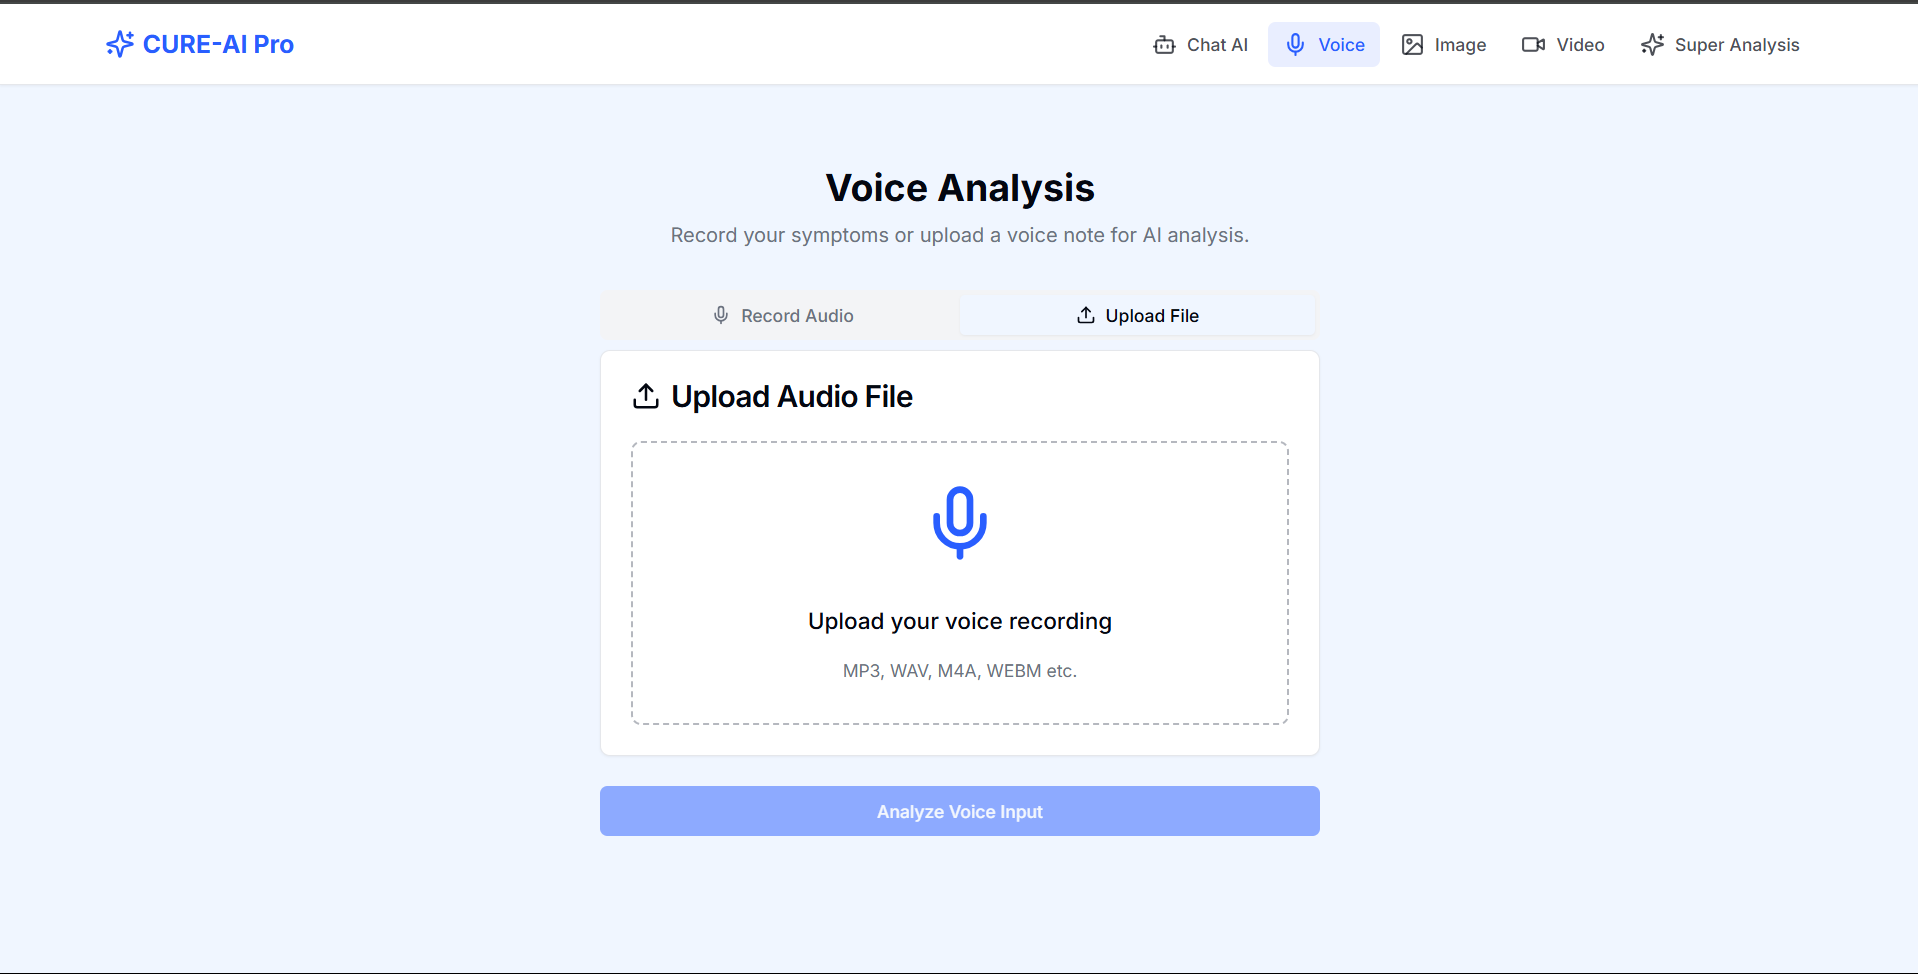 CURE-AI Pro
Chat AI
Voice
Image
Video
Super Analysis
Voice Analysis
Record your symptoms or upload a voice note for AI analysis.
Record Audio
Upload File
Upload Audio File
Upload your voice recording
MP3, WAV, M4A, WEBM etc.
Analyze Voice Input